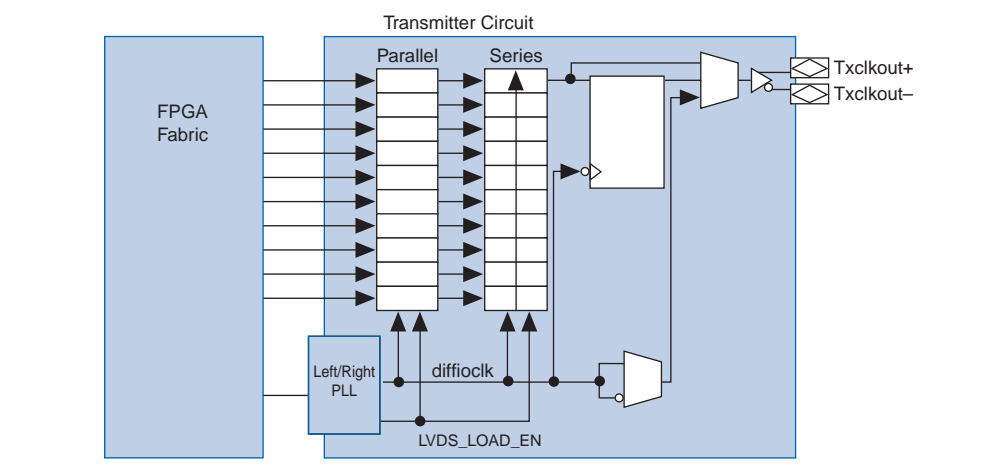 Transmitter Circuit
Parallel
Series
Txclkout+
Txclkout–
FPGA
Fabric
Left/Right
PLL
diffioclk
LVDS_LOAD_EN